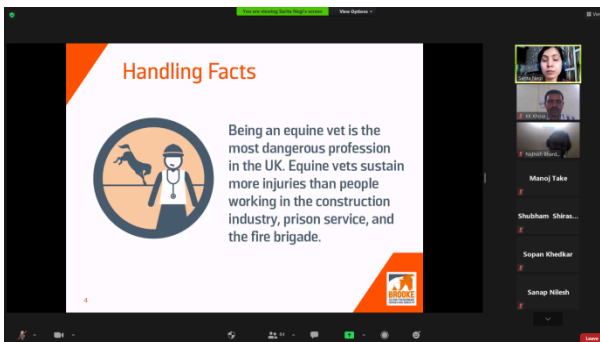 You are viewing Sarita Negi's screen
View Options
View
Handling Facts
Being an equine vet is the
most dangerous profession
in the UK. Equine vets sustain
more injuries than people
working in the construction
industry, prison service, and
the fire brigade.
4
BROOKE
Sarita Negi
Manoj Take
Shubham Shiras...
Sopan Khedkar
Sanap Nilesh
Leave